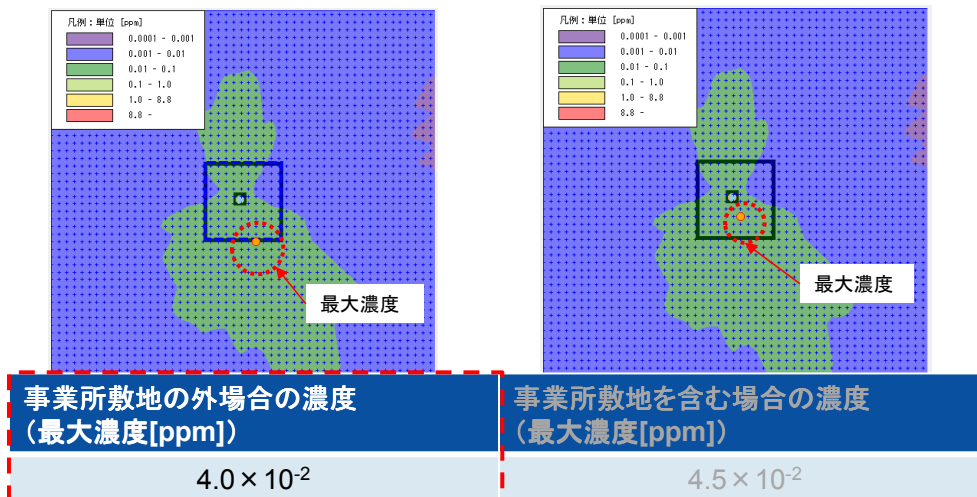 凡例：単位 [ppm]
0.0001 - 0.001
0.001 - 0.01
0.01 - 0.1
0.1 - 1.0
1.0 - 8.8
8.8 -
最大濃度
凡例：単位 [ppm]
0.0001 - 0.001
0.001 - 0.01
0.01 - 0.1
0.1 - 1.0
1.0 - 8.8
8.8 -
最大濃度
事業所敷地の外場合の濃度
（最大濃度[ppm]）
事業所敷地を含む場合の濃度
（最大濃度[ppm]）
4.0×10⁻²
4.5×10⁻²